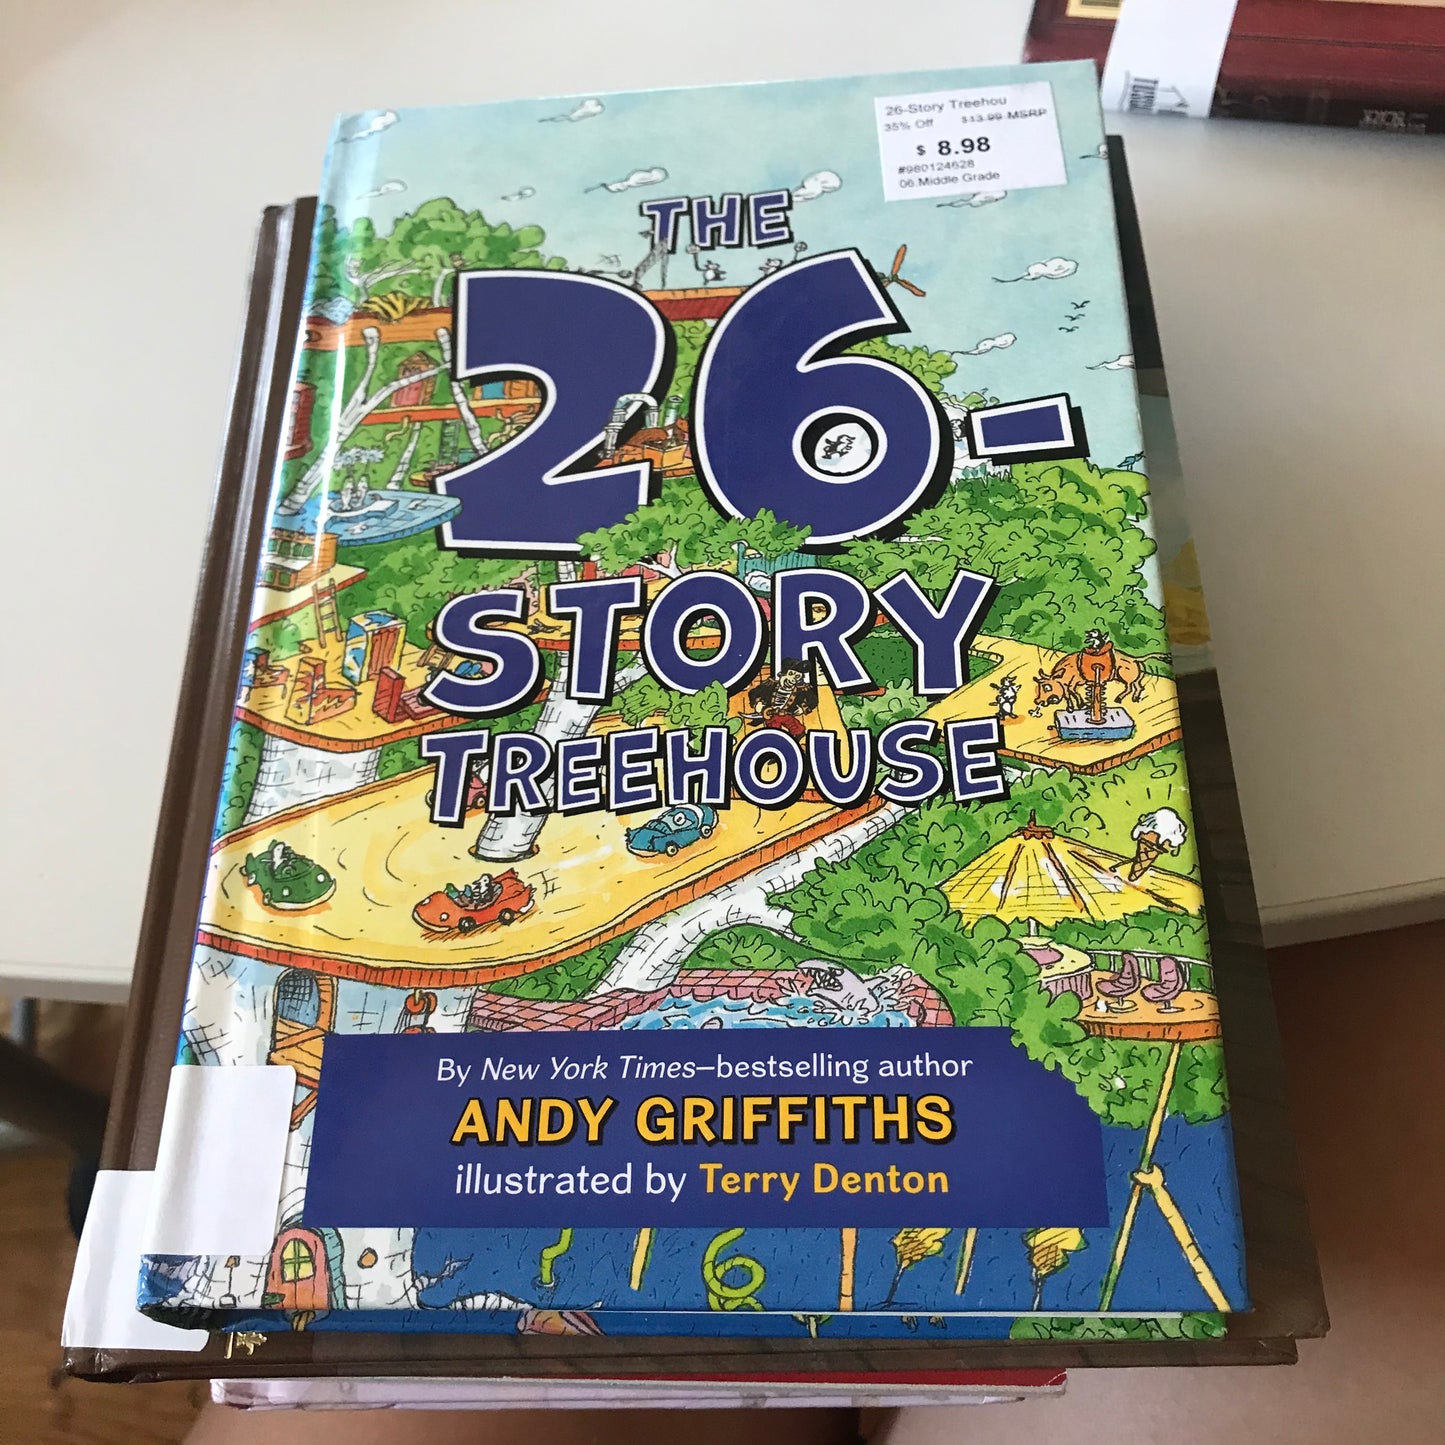 26-Story Treehou
35% Off $13.99 MSRP
$ 8.98
#980124628
06.Middle Grade
THE
26-
STORY
TREEHOUSE
By New York Times–bestselling author
ANDY GRIFFITHS
illustrated by Terry Denton